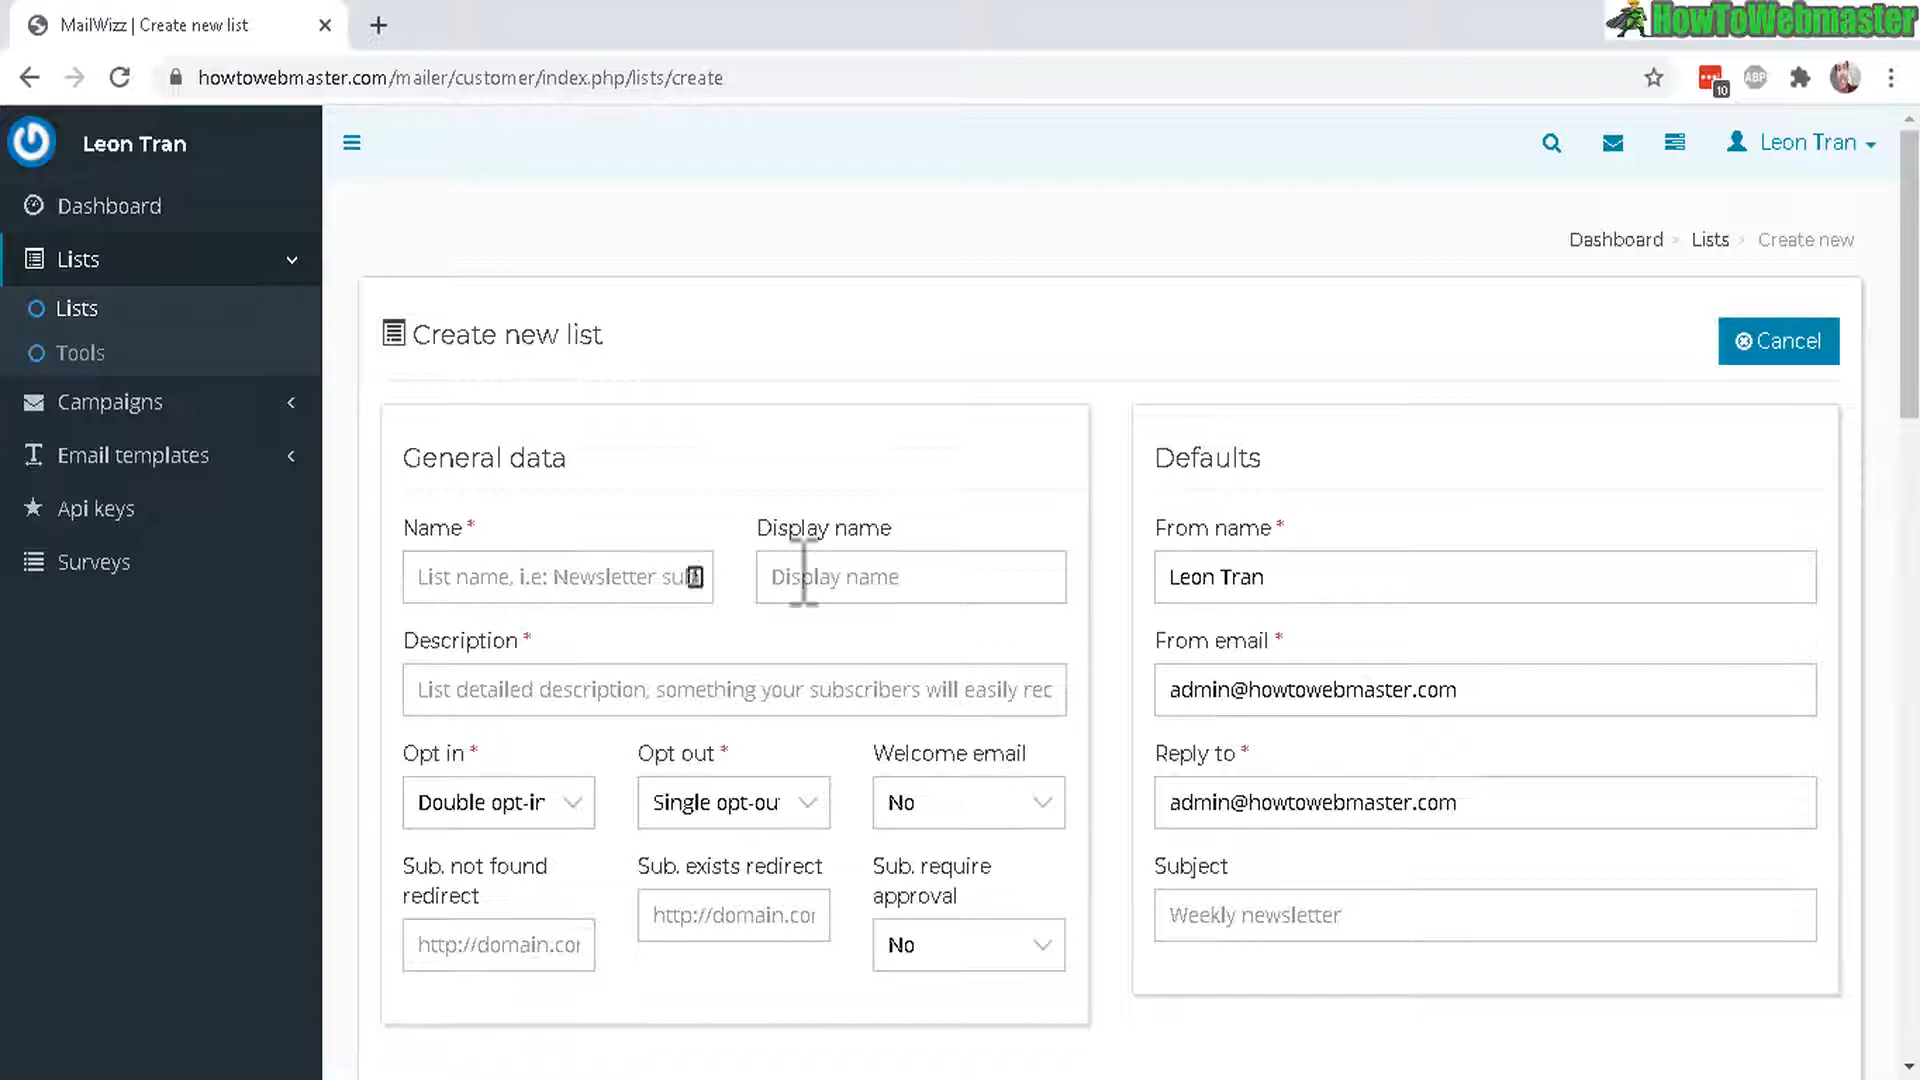 MailWizz | Create new list
HowToWebmaster
howtowebmaster.com/mailer/customer/index.php/lists/create
10
ABP
Leon Tran
Leon Tran
Dashboard
Lists
Lists
Tools
Campaigns
Email templates
Api keys
Surveys
Dashboard > Lists > Create new
Create new list
Cancel
General data
Name *
Display name
List name, i.e: Newsletter su
Display name
Description *
List detailed description, something your subscribers will easily rec
Opt in *
Opt out *
Welcome email
Double opt-in
Single opt-out
No
Sub. not found
redirect
Sub. exists redirect
Sub. require
approval
http://domain.cor
http://domain.cor
No
Defaults
From name *
Leon Tran
From email *
admin@howtowebmaster.com
Reply to *
admin@howtowebmaster.com
Subject
Weekly newsletter